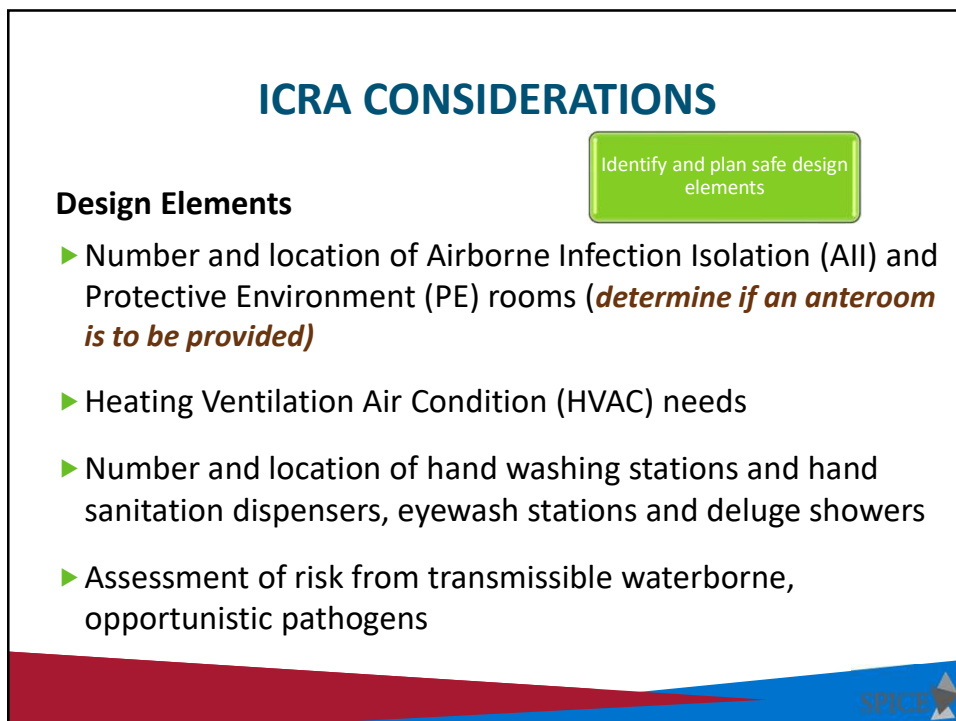 ICRA CONSIDERATIONS
Identify and plan safe design
elements
Design Elements
Number and location of Airborne Infection Isolation (AII) and
Protective Environment (PE) rooms (determine if an anteroom
is to be provided)
Heating Ventilation Air Condition (HVAC) needs
Number and location of hand washing stations and hand
sanitation dispensers, eyewash stations and deluge showers
Assessment of risk from transmissible waterborne,
opportunistic pathogens
SPICE